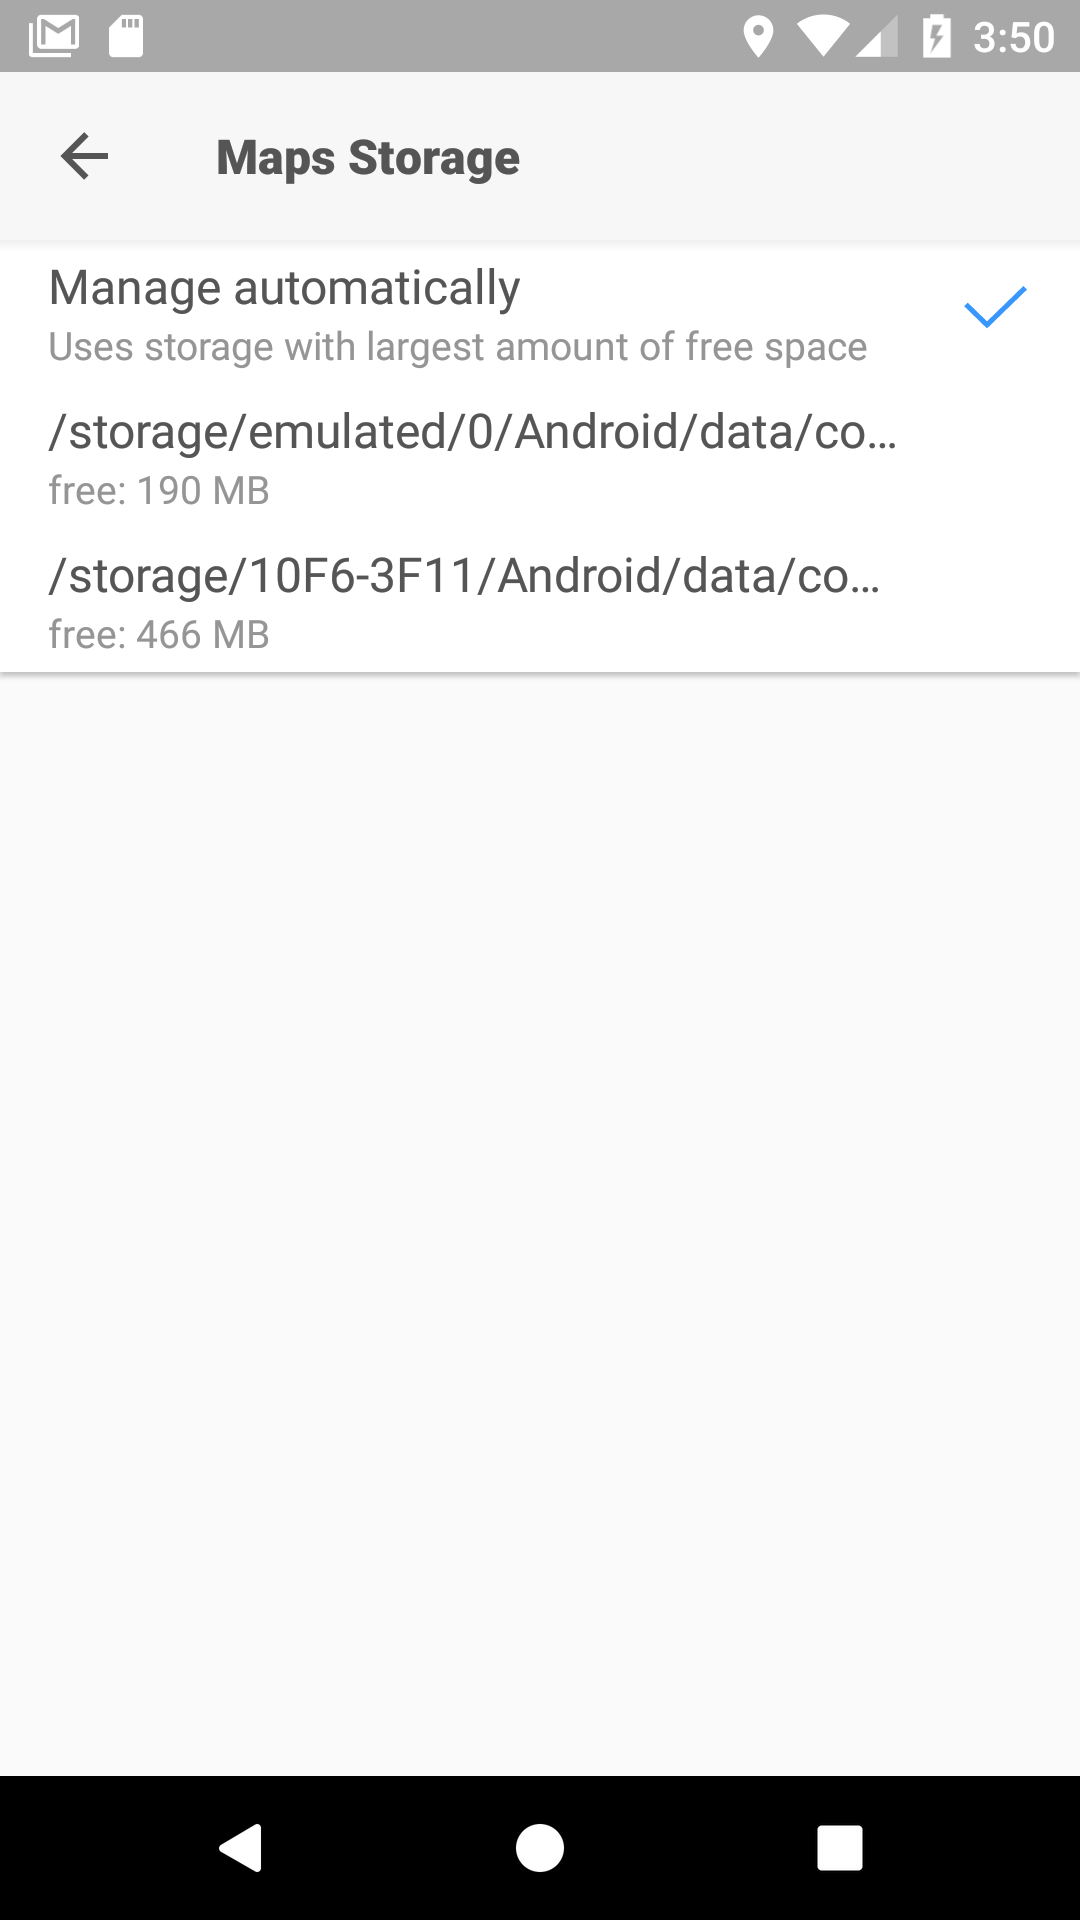 3:50
Maps Storage
Manage automatically
Uses storage with largest amount of free space
/storage/emulated/0/Android/data/co…
free: 190 MB
/storage/10F6-3F11/Android/data/co…
free: 466 MB